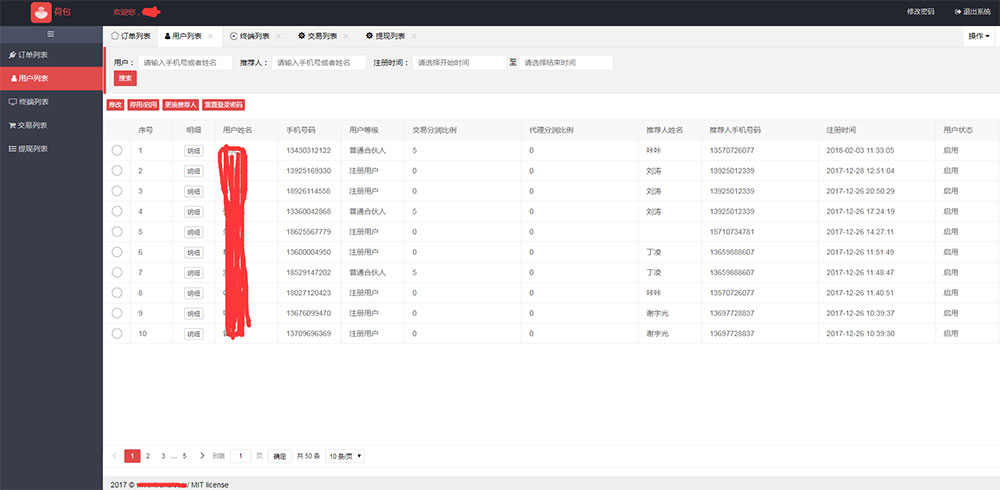 荷包 欢迎您， 修改密码 退出系统
订单列表 用户列表 终端列表 交易列表 提现列表 操作
订单列表
用户列表
终端列表
交易列表
提现列表
用户： 请输入手机号或者姓名 推荐人： 请输入手机号或者姓名 注册时间： 请选择开始时间 至 请选择结束时间
搜索
修改 停用/启用 更换推荐人 重置登录密码
序号 明细 用户姓名 手机号码 用户等级 交易分润比例 代理分润比例 推荐人姓名 推荐人手机号码 注册时间 用户状态
1 明细 13430312122 普通合伙人 5 0 咔咔 13570726077 2018-02-03 11:33:05 启用
2 明细 13925169330 注册用户 0 0 刘涛 13925012339 2017-12-28 12:51:04 启用
3 明细 18926114558 注册用户 0 0 刘涛 13925012339 2017-12-26 20:50:29 启用
4 明细 13360042868 普通合伙人 5 0 刘涛 13925012339 2017-12-26 17:24:19 启用
5 明细 18625567779 注册用户 0 0 15710734781 2017-12-26 14:27:11 启用
6 明细 13600004950 注册用户 0 0 丁凌 13659888607 2017-12-26 11:51:49 启用
7 明细 18529147202 普通合伙人 5 0 丁凌 13659888607 2017-12-26 11:48:47 启用
8 明细 18027120423 注册用户 0 0 咔咔 13570726077 2017-12-26 11:40:51 启用
9 明细 13676099470 注册用户 0 0 谢宇光 13697728837 2017-12-26 10:39:37 启用
10 明细 13709696369 注册用户 0 0 谢宇光 13697728837 2017-12-26 10:39:30 启用
1 2 3 … 5 到第 1 页 确定 共 50 条 10 条/页
2017 © / MIT license